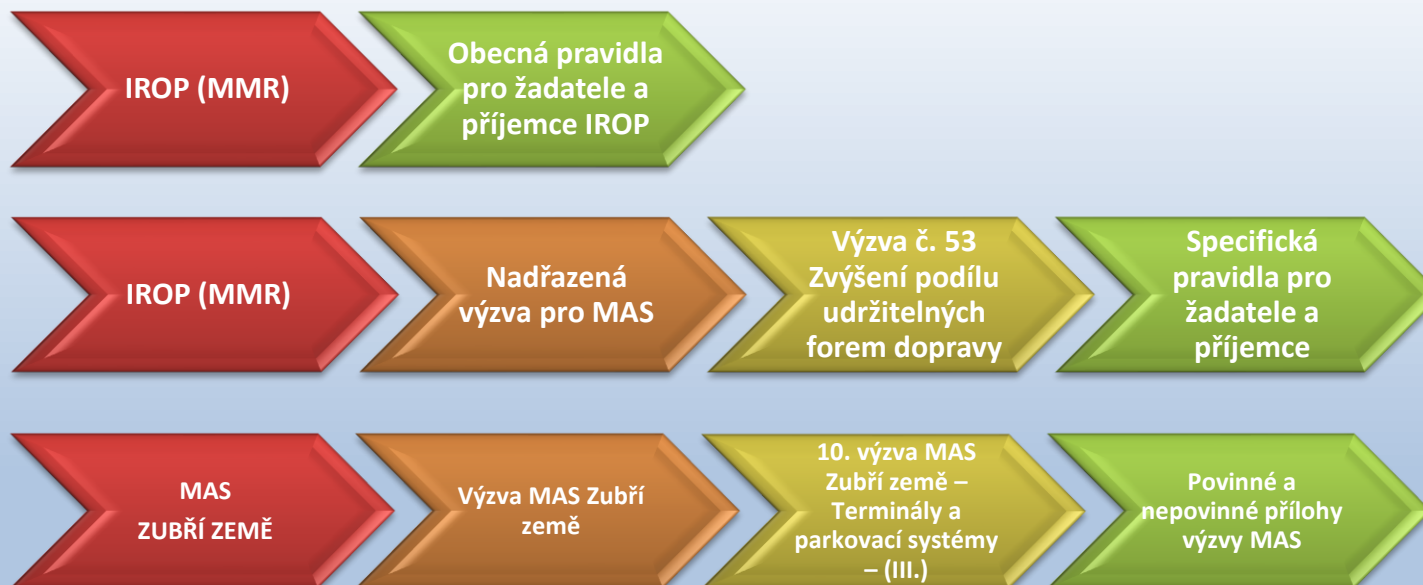 IROP (MMR)
Obecná pravidla
pro žadatele a
příjemce IROP
IROP (MMR)
Nadřazená
výzva pro MAS
Výzva č. 53
Zvýšení podílu
udržitelných
forem dopravy
Specifická
pravidla pro
žadatele a
příjemce
MAS
ZUBŘÍ ZEMĚ
Výzva MAS Zubří
země
10. výzva MAS
Zubří země –
Terminály a
parkovací systémy
– (III.)
Povinné a
nepovinné přílohy
výzvy MAS